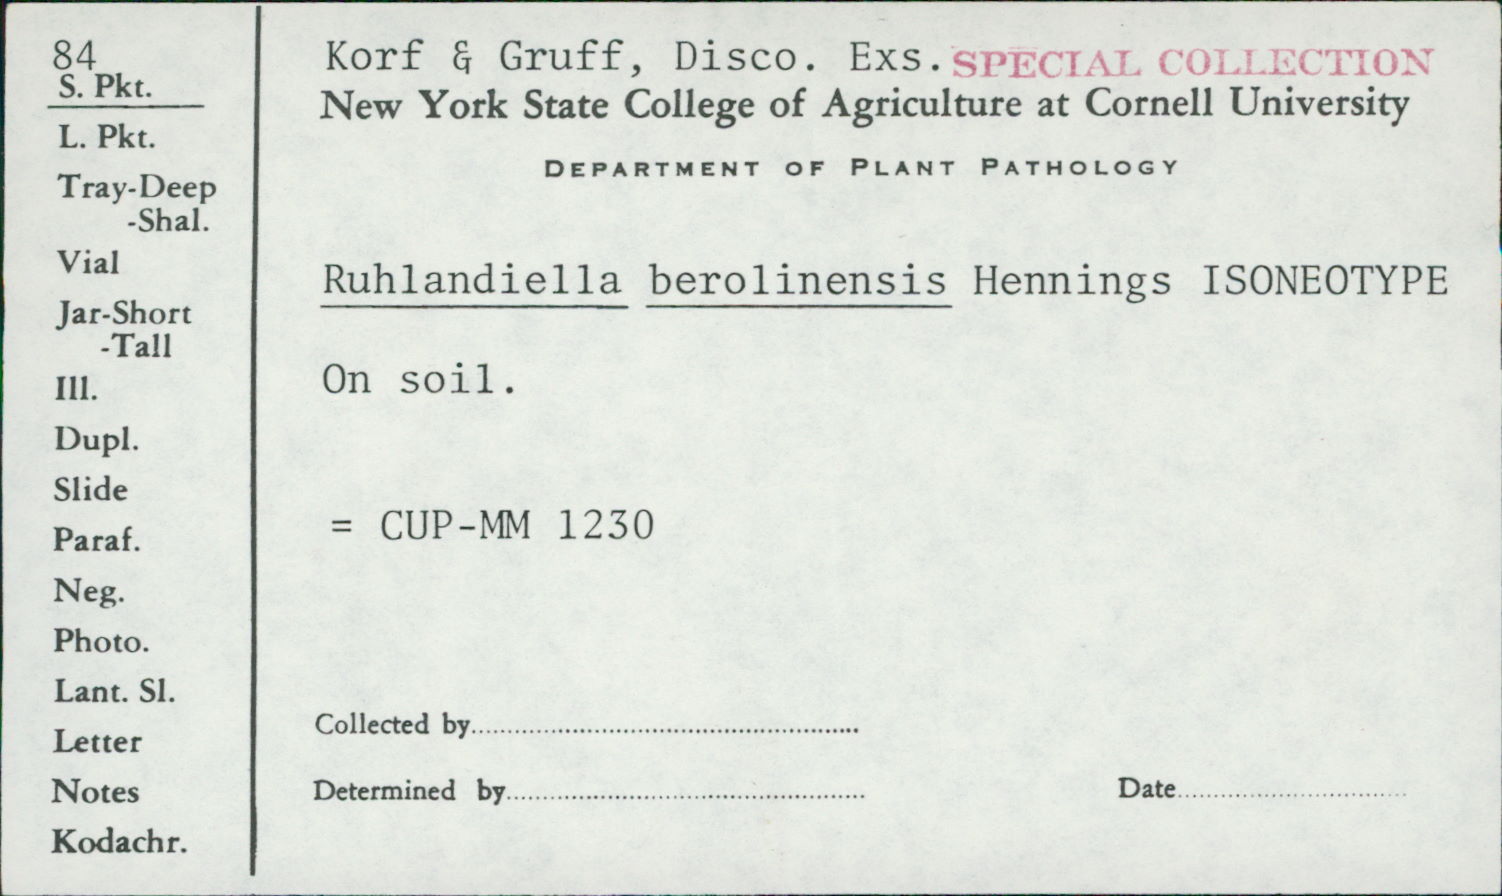 84
S. Pkt.
L. Pkt.
Tray-Deep
-Shal.
Vial
Jar-Short
-Tall
Ill.
Dupl.
Slide
Paraf.
Neg.
Photo.
Lant. Sl.
Letter
Notes
Kodachr.
Korf & Gruff, Disco. Exs. SPECIAL COLLECTION
New York State College of Agriculture at Cornell University
DEPARTMENT OF PLANT PATHOLOGY
Ruhlandiella berolinensis Hennings ISONEOTYPE
On soil.
= CUP-MM 1230
Collected by
Determined by Date